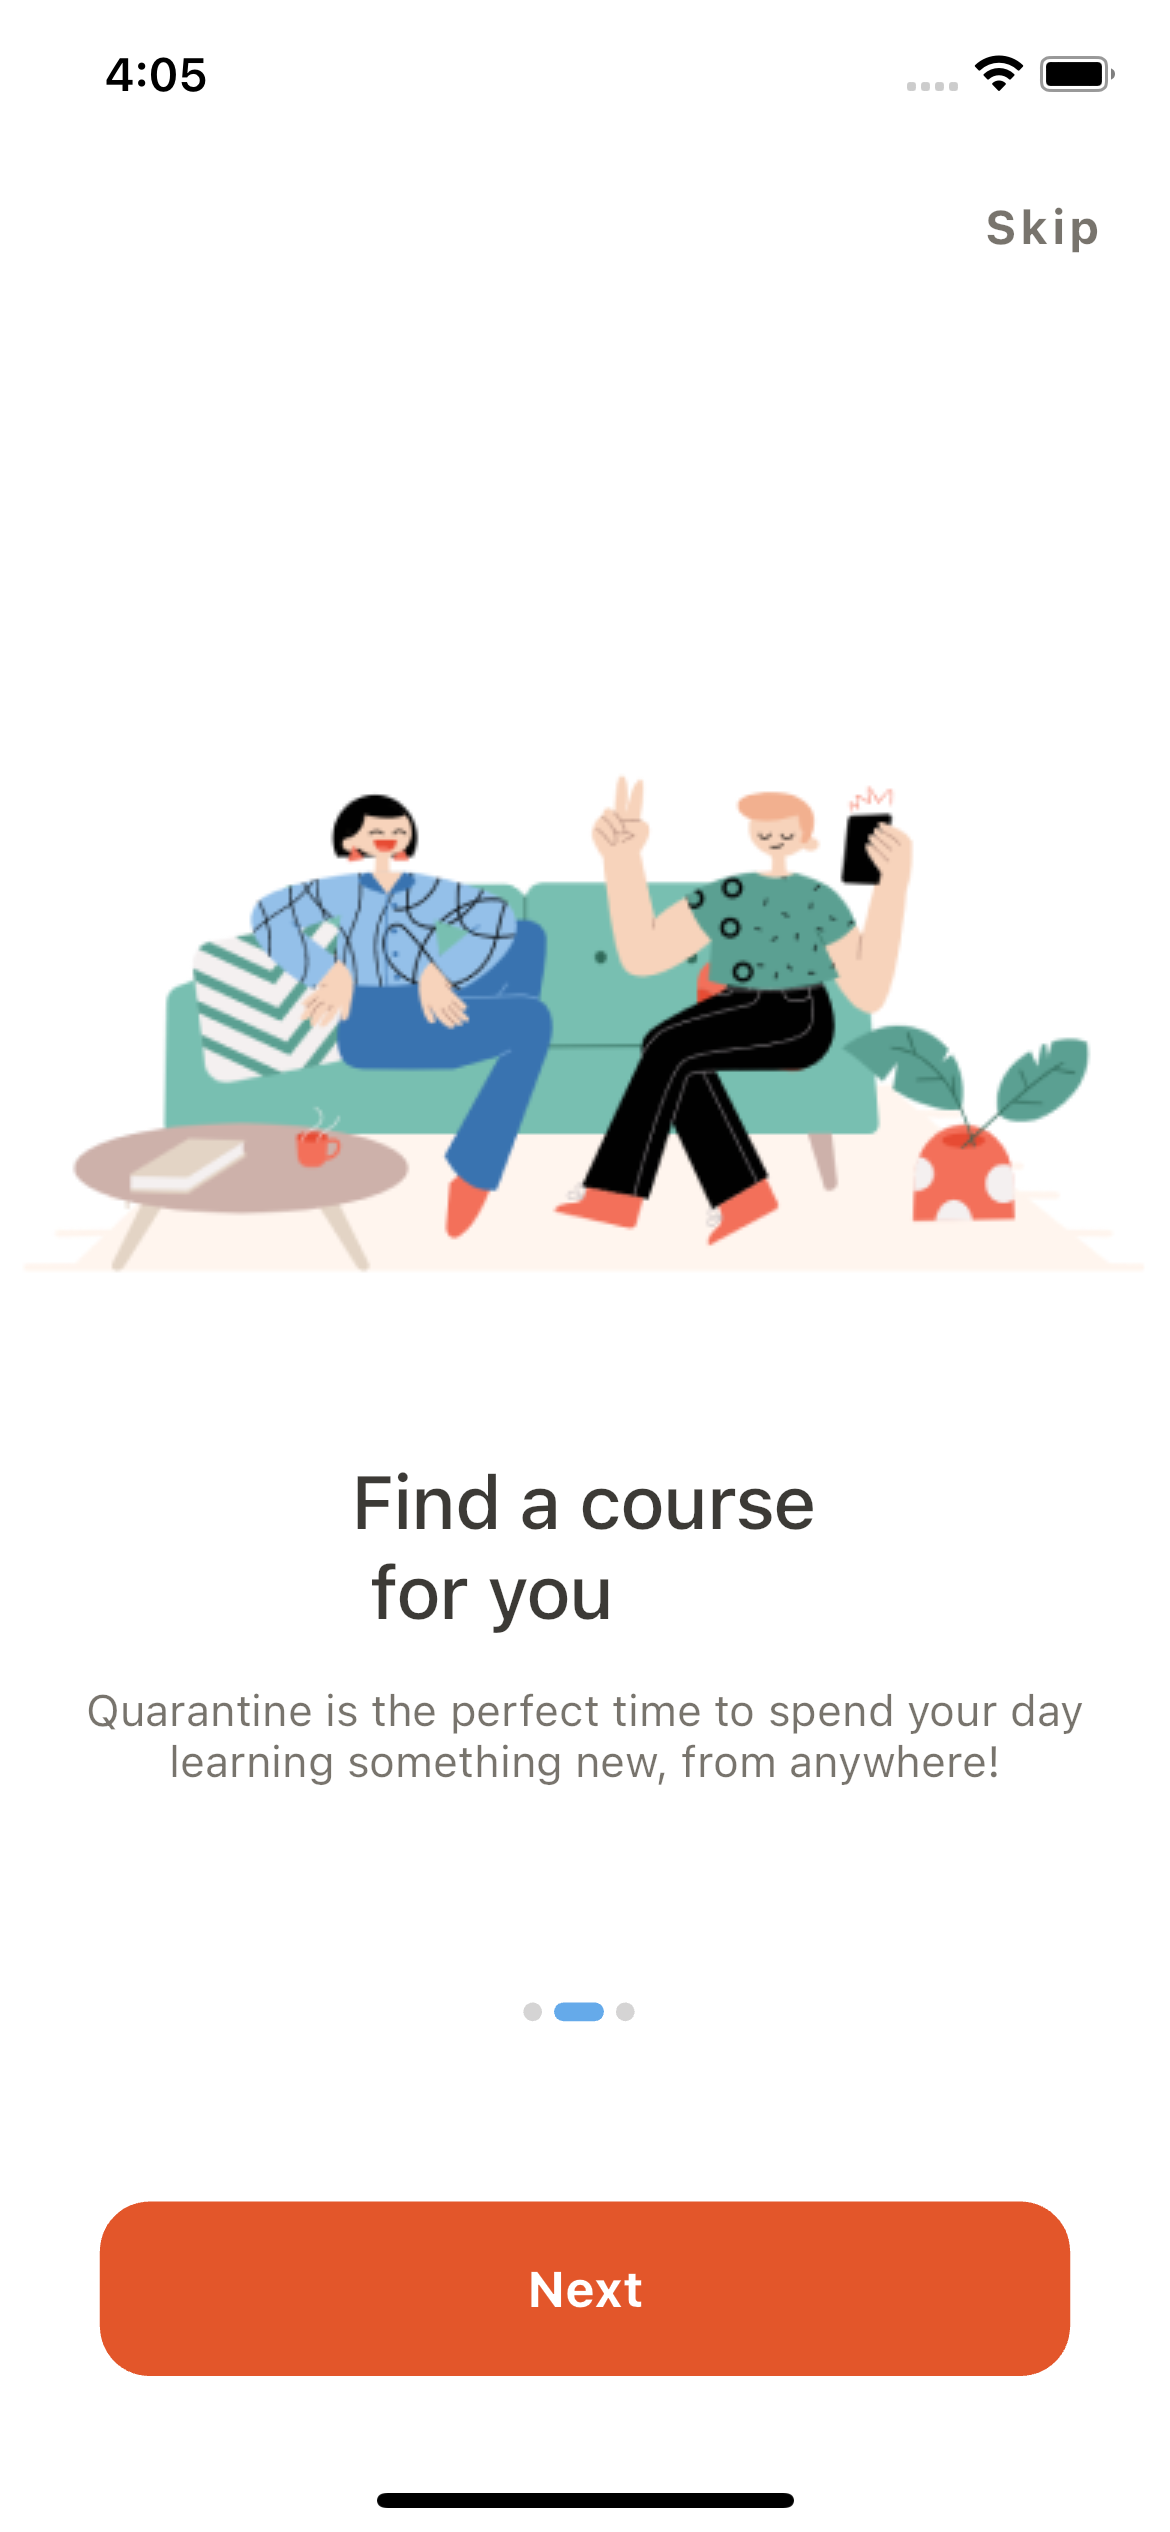 4:05
Skip
Find a course
for you
Quarantine is the perfect time to spend your day
learning something new, from anywhere!
Next